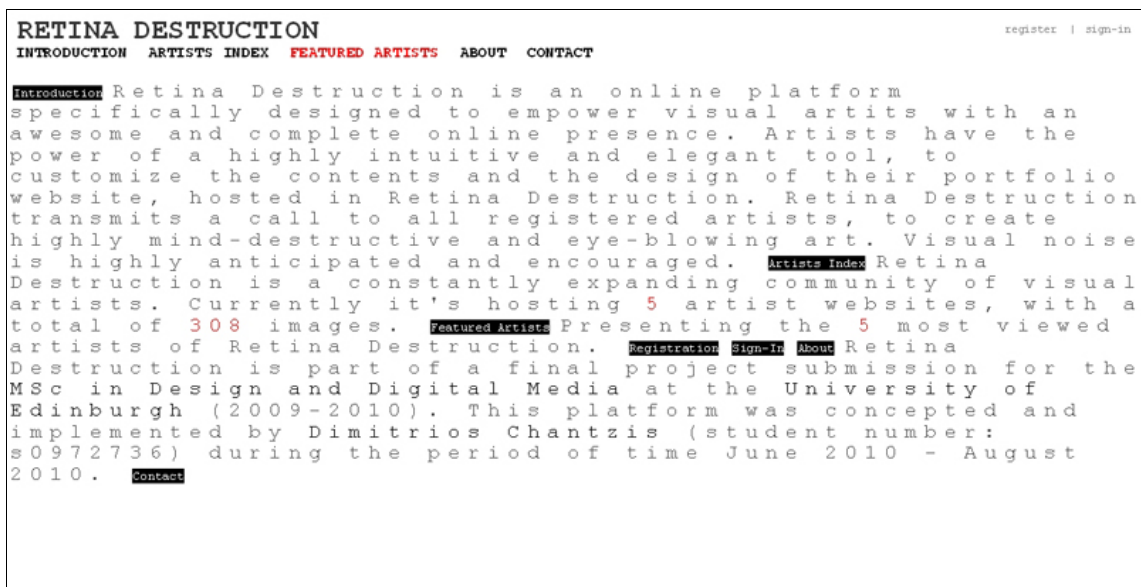 RETINA DESTRUCTION
register | sign-in
INTRODUCTION ARTISTS INDEX FEATURED ARTISTS ABOUT CONTACT
Introduction Retina Destruction is an online platform
specifically designed to empower visual artits with an
awesome and complete online presence. Artists have the
power of a highly intuitive and elegant tool, to
customize the contents and the design of their portfolio
website, hosted in Retina Destruction. Retina Destruction
transmits a call to all registered artists, to create
highly mind-destructive and eye-blowing art. Visual noise
is highly anticipated and encouraged. Artists Index Retina
Destruction is a constantly expanding community of visual
artists. Currently it's hosting 5 artist websites, with a
total of 308 images. Featured Artists Presenting the 5 most viewed
artists of Retina Destruction. Registration Sign-In About Retina
Destruction is part of a final project submission for the
MSc in Design and Digital Media at the University of
Edinburgh (2009-2010). This platform was concepted and
implemented by Dimitrios Chantzis (student number:
s0972736) during the period of time June 2010 - August
2010. Contact